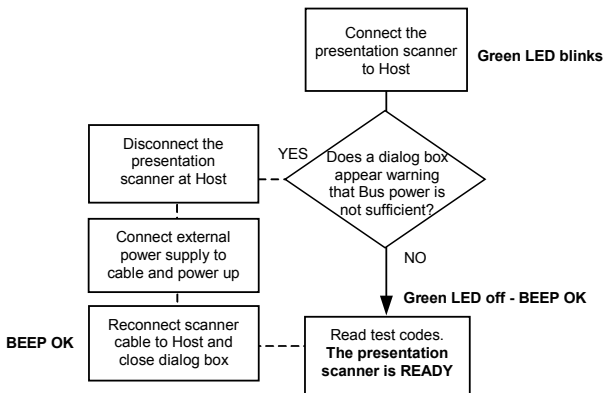 Connect the
presentation scanner
to Host
Green LED blinks
Does a dialog box
appear warning
that Bus power is
not sufficient?
YES
Disconnect the
presentation
scanner at Host
Connect external
power supply to
cable and power up
NO
Green LED off - BEEP OK
BEEP OK
Reconnect scanner
cable to Host and
close dialog box
Read test codes.
The presentation
scanner is READY